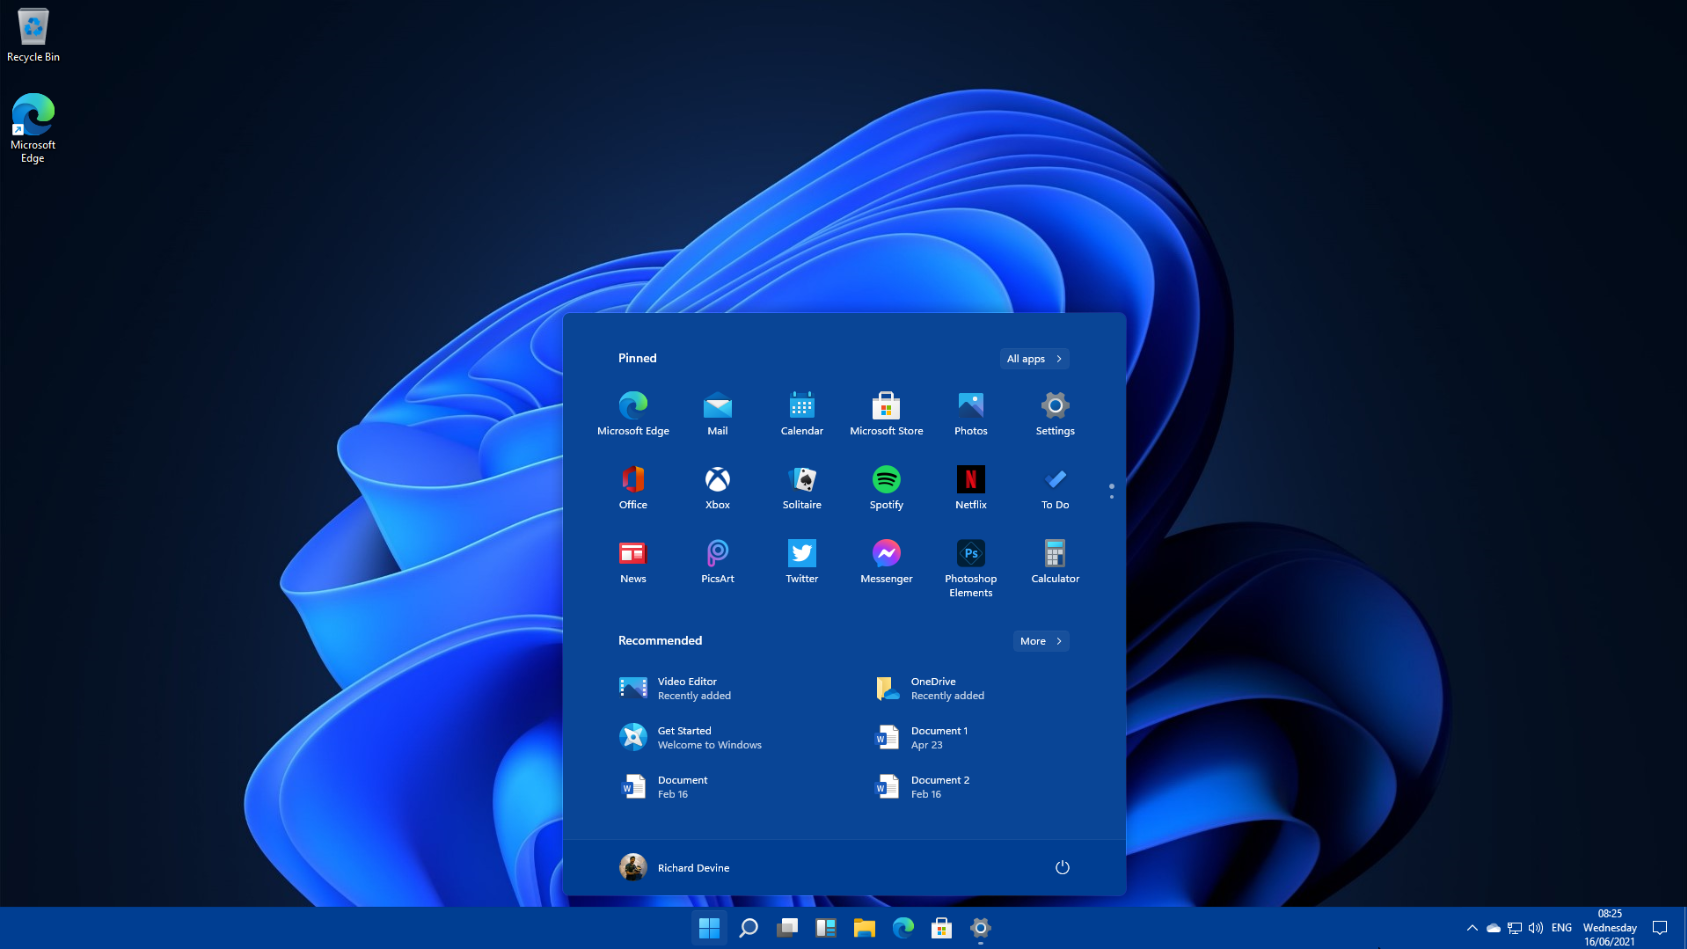 Recycle Bin
Microsoft
Edge
Pinned
All apps
Microsoft Edge
Mail
Calendar
Microsoft Store
Photos
Settings
Office
Xbox
Solitaire
Spotify
Netflix
To Do
News
PicsArt
Twitter
Messenger
Ps
Photoshop
Elements
Calculator
Recommended
More
Video Editor
Recently added
OneDrive
Recently added
Get Started
Welcome to Windows
W
Document 1
Apr 23
W
Document
Feb 16
W
Document 2
Feb 16
Richard Devine
ENG
08:25
Wednesday
16/06/2021